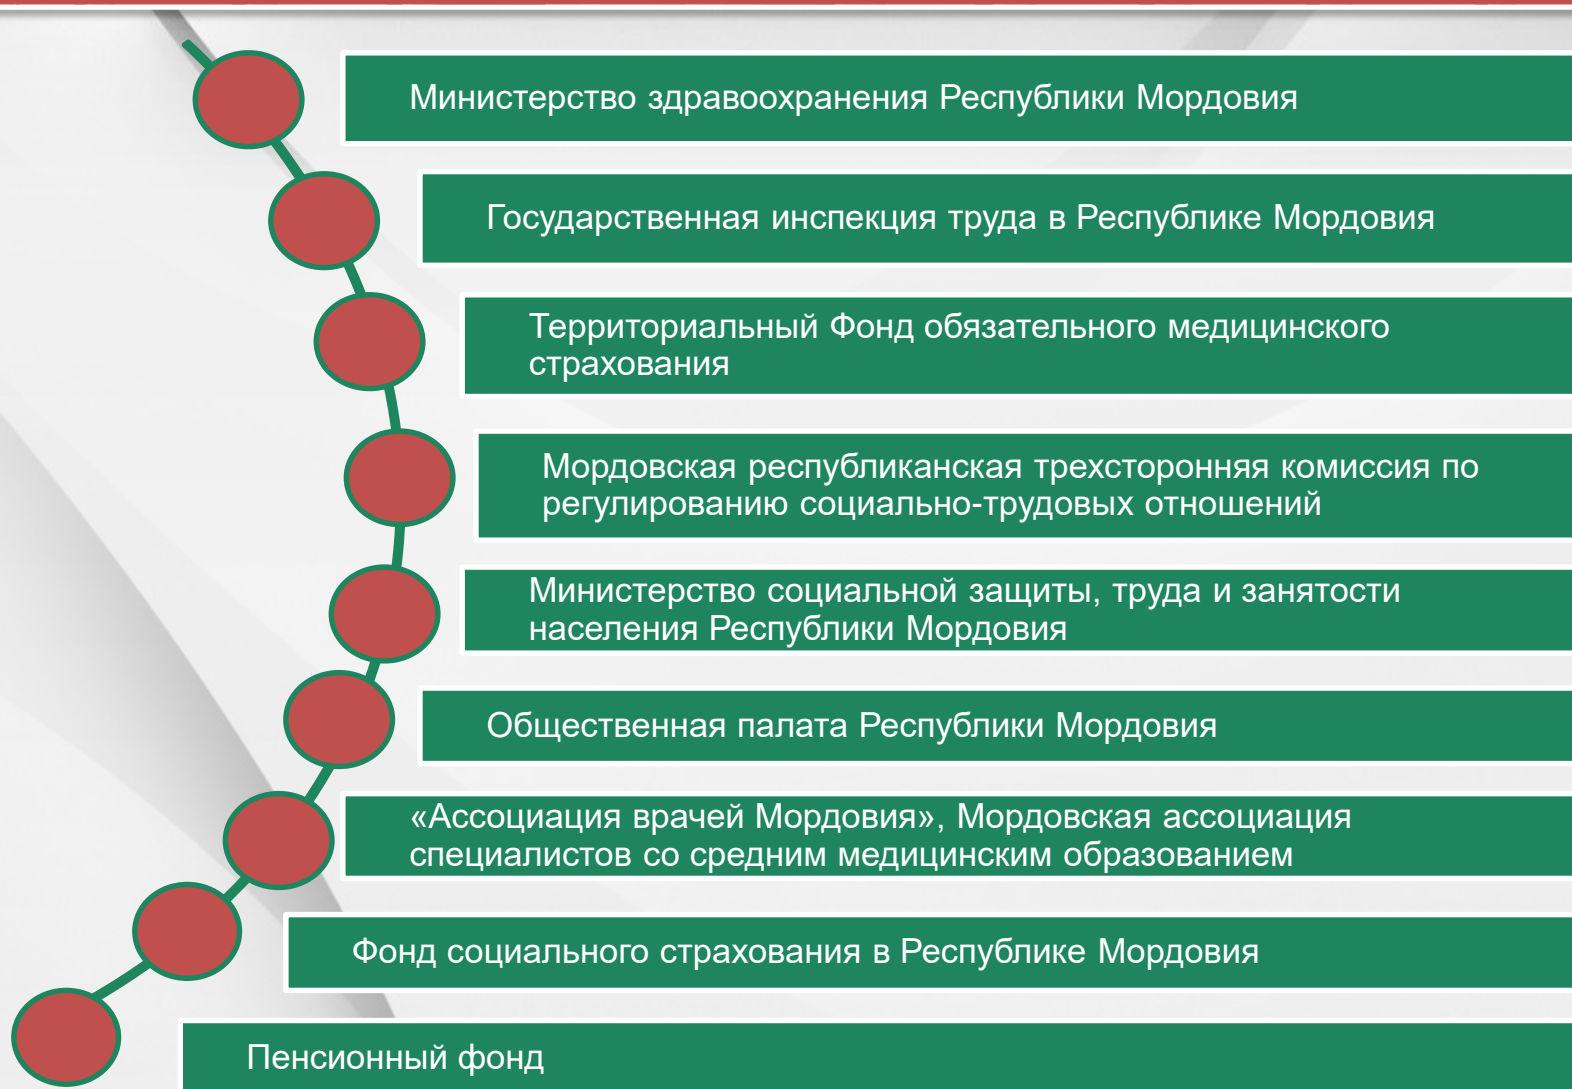 Министерство здравоохранения Республики Мордовия
Государственная инспекция труда в Республике Мордовия
Территориальный Фонд обязательного медицинского
страхования
Мордовская республиканская трехсторонняя комиссия по
регулированию социально-трудовых отношений
Министерство социальной защиты, труда и занятости
населения Республики Мордовия
Общественная палата Республики Мордовия
«Ассоциация врачей Мордовия», Мордовская ассоциация
специалистов со средним медицинским образованием
Фонд социального страхования в Республике Мордовия
Пенсионный фонд